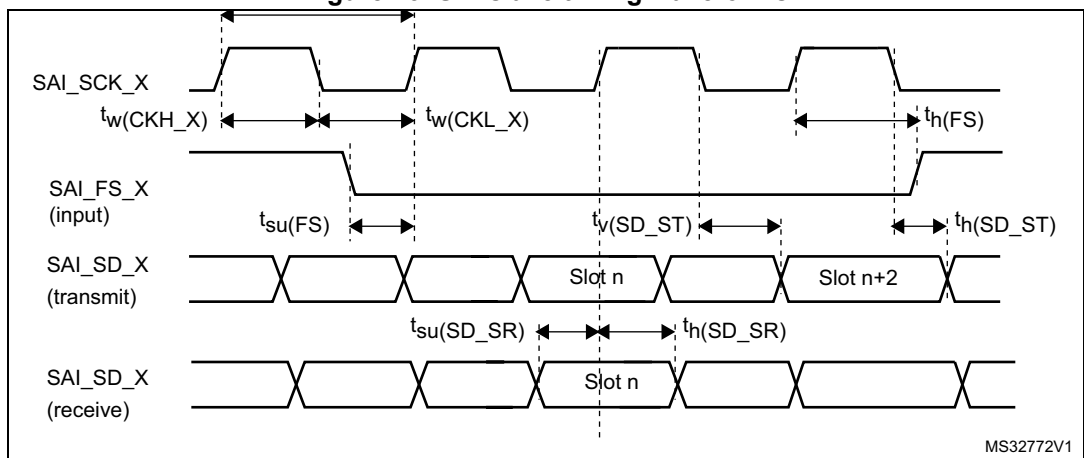 SAI_SCK_X
tw(CKH_X)
tw(CKL_X)
th(FS)
SAI_FS_X
(input)
tsu(FS)
tv(SD_ST)
th(SD_ST)
SAI_SD_X
(transmit)
Slot n
Slot n+2
tsu(SD_SR)
th(SD_SR)
SAI_SD_X
(receive)
Slot n
MS32772V1